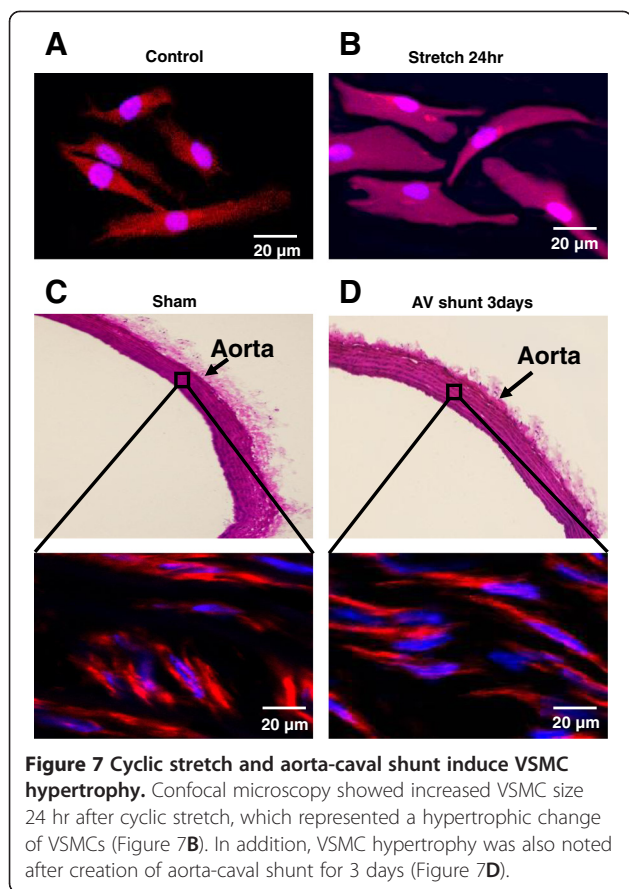 A
Control
B
Stretch 24hr
20 µm
20 µm
C
Sham
D
AV shunt 3days
Aorta
Aorta
20 µm
20 µm
Figure 7 Cyclic stretch and aorta-caval shunt induce VSMC
hypertrophy. Confocal microscopy showed increased VSMC size
24 hr after cyclic stretch, which represented a hypertrophic change
of VSMCs (Figure 7B). In addition, VSMC hypertrophy was also noted
after creation of aorta-caval shunt for 3 days (Figure 7D).